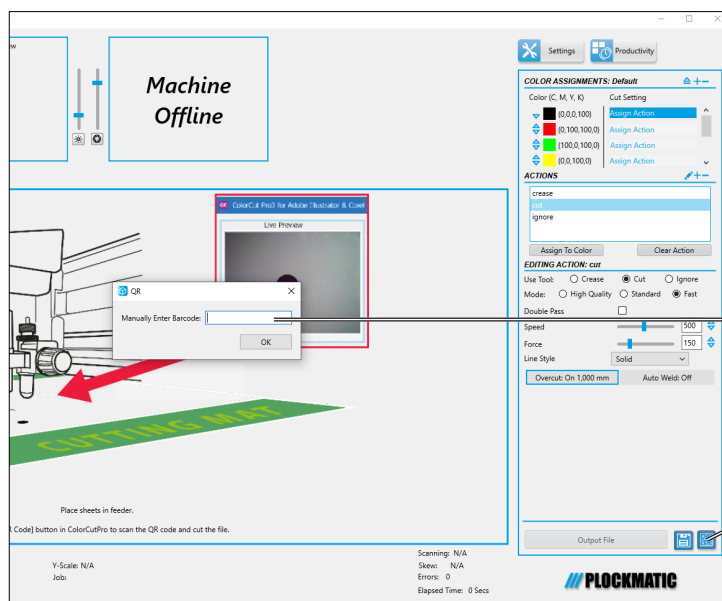 ew
Machine
Offline
Settings
Productivity
COLOR ASSIGNMENTS: Default
Color (C, M, Y, K)
Cut Setting
(0,0,0,100)
Assign Action
(0,100,100,0)
Assign Action
(100,0,100,0)
Assign Action
(0,0,100,0)
Assign Action
ACTIONS
crease
cut
ignore
Assign To Color
Clear Action
EDITING ACTION: cut
Use Tool:
Crease
Cut
Ignore
Mode:
High Quality
Standard
Fast
Double Pass
Speed
500
Force
150
Line Style
Solid
Overcut: On 1,000 mm
Auto Weld: Off
Output File
ColorCut Pro3 for Adobe Illustrator & Corel
Live Preview
QR
Manually Enter Barcode:
OK
CUTTING MAT
Place sheets in feeder.
R Code] button in ColorCutPro to scan the QR code and cut the file.
Y-Scale: N/A
Job:
Scanning: N/A
Skew: N/A
Errors: 0
Elapsed Time: 0 Secs
PLOCKMATIC